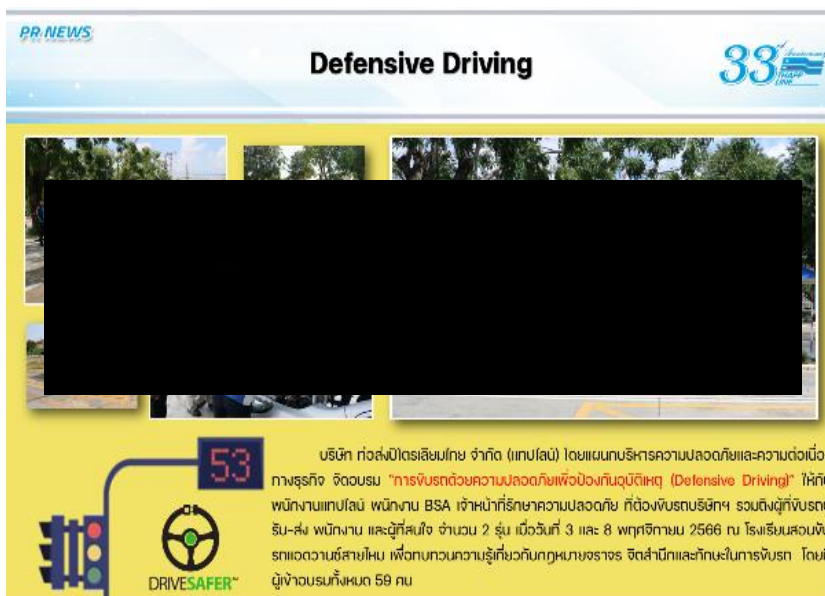 PR.NEWS
Defensive Driving
33rd Anniversary
THAPP
LINE
53
DRIVESAFER™
บริษัท ท่อส่งปิโตรเลียมไทย จำกัด (แทปไลน์) โดยแผนกบริหารความปลอดภัยและความต่อเนื่อ
ทางธุรกิจ จัดอบรม "การขับรถด้วยความปลอดภัยเพื่อป้องกันอุบัติเหตุ (Defensive Driving)" ให้กับ
พนักงานแทปไลน์ พนักงาน BSA เจ้าหน้าที่รักษาความปลอดภัย ที่ต้องขับรถบริษัทฯ รวมถึงผู้ที่ขับรถ
รับ-ส่ง พนักงาน และผู้ที่สนใจ จำนวน 2 รุ่น เมื่อวันที่ 3 และ 8 พฤศจิกายน 2566 ณ โรงเรียนสอนขับ
รถแอดวานซ์สายไหม เพื่อทบทวนความรู้เกี่ยวกับกฎหมายจราจร จิตสำนึกและทักษะในการขับรถ โดยมี
ผู้เข้าอบรมทั้งหมด 59 คน